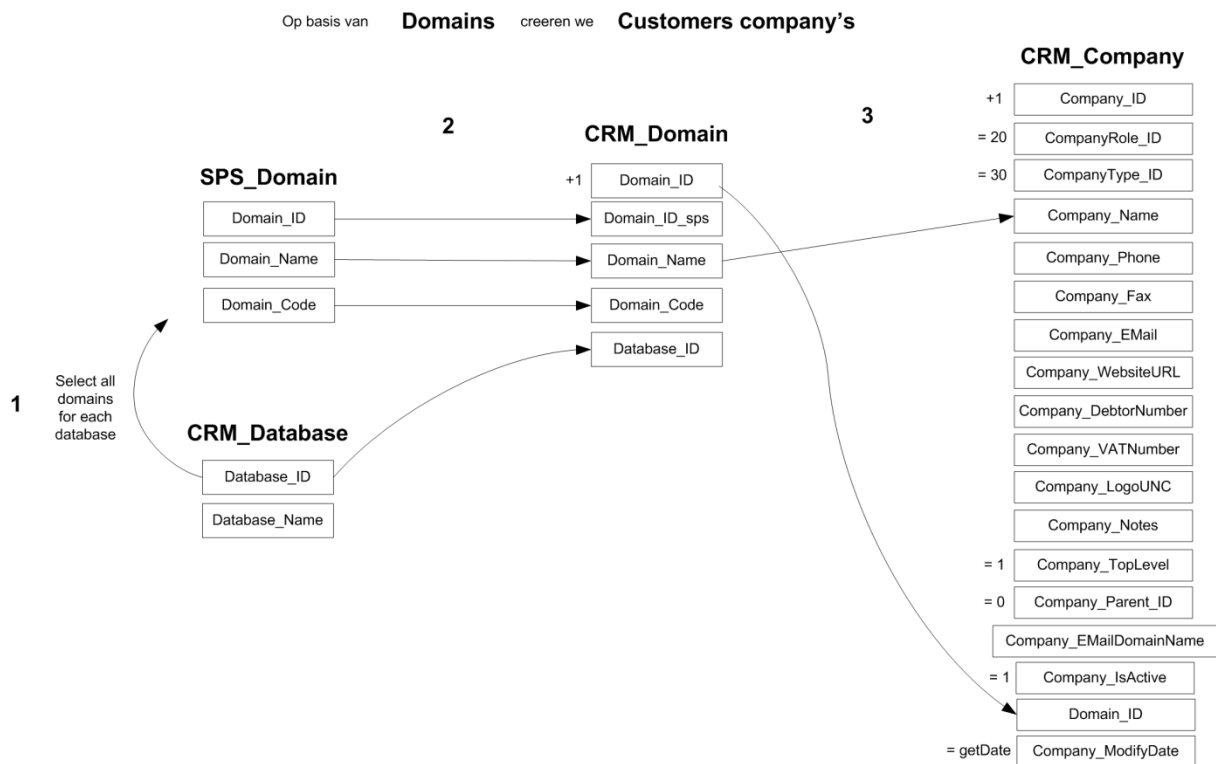 Op basis van Domains creeren we Customers company's
1
Select all
domains
for each
database
2
SPS_Domain
Domain_ID
Domain_Name
Domain_Code
CRM_Database
Database_ID
Database_Name
CRM_Domain
+1 Domain_ID
Domain_ID_sps
Domain_Name
Domain_Code
Database_ID
3
CRM_Company
+1 Company_ID
= 20 CompanyRole_ID
= 30 CompanyType_ID
Company_Name
Company_Phone
Company_Fax
Company_EMail
Company_WebsiteURL
Company_DebtorNumber
Company_VATNumber
Company_LogoUNC
Company_Notes
= 1 Company_TopLevel
= 0 Company_Parent_ID
Company_EMailDomainName
= 1 Company_IsActive
Domain_ID
= getDate Company_ModifyDate